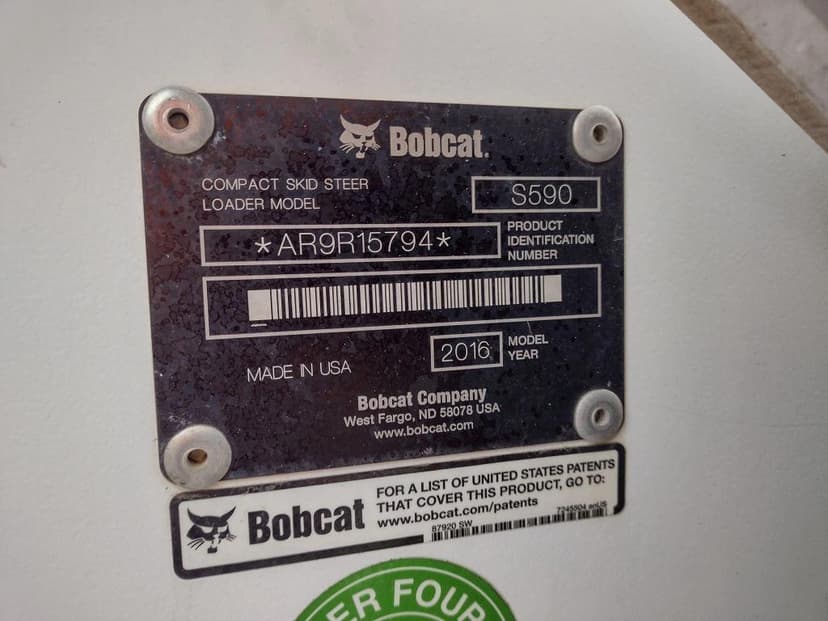 Bobcat.
COMPACT SKID STEER
LOADER MODEL
S590
*AR9R15794*
PRODUCT
IDENTIFICATION
NUMBER
MADE IN USA
2016
MODEL
YEAR
Bobcat Company
West Fargo, ND 58078 USA
www.bobcat.com
Bobcat
FOR A LIST OF UNITED STATES PATENTS
THAT COVER THIS PRODUCT, GO TO:
www.bobcat.com/patents
87920 SW
7245504 enUS
ER FOUR